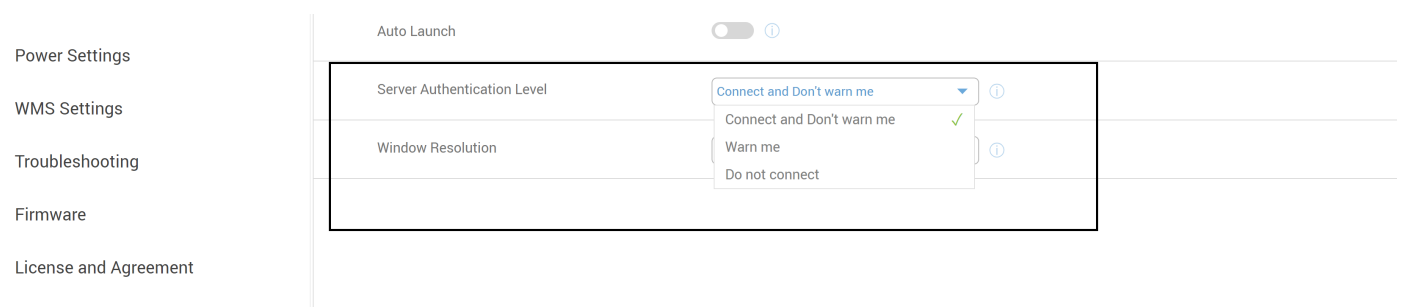 Auto Launch
Power Settings
Server Authentication Level
Connect and Don't warn me
WMS Settings
Connect and Don't warn me
Window Resolution
Warn me
Troubleshooting
Do not connect
Firmware
License and Agreement